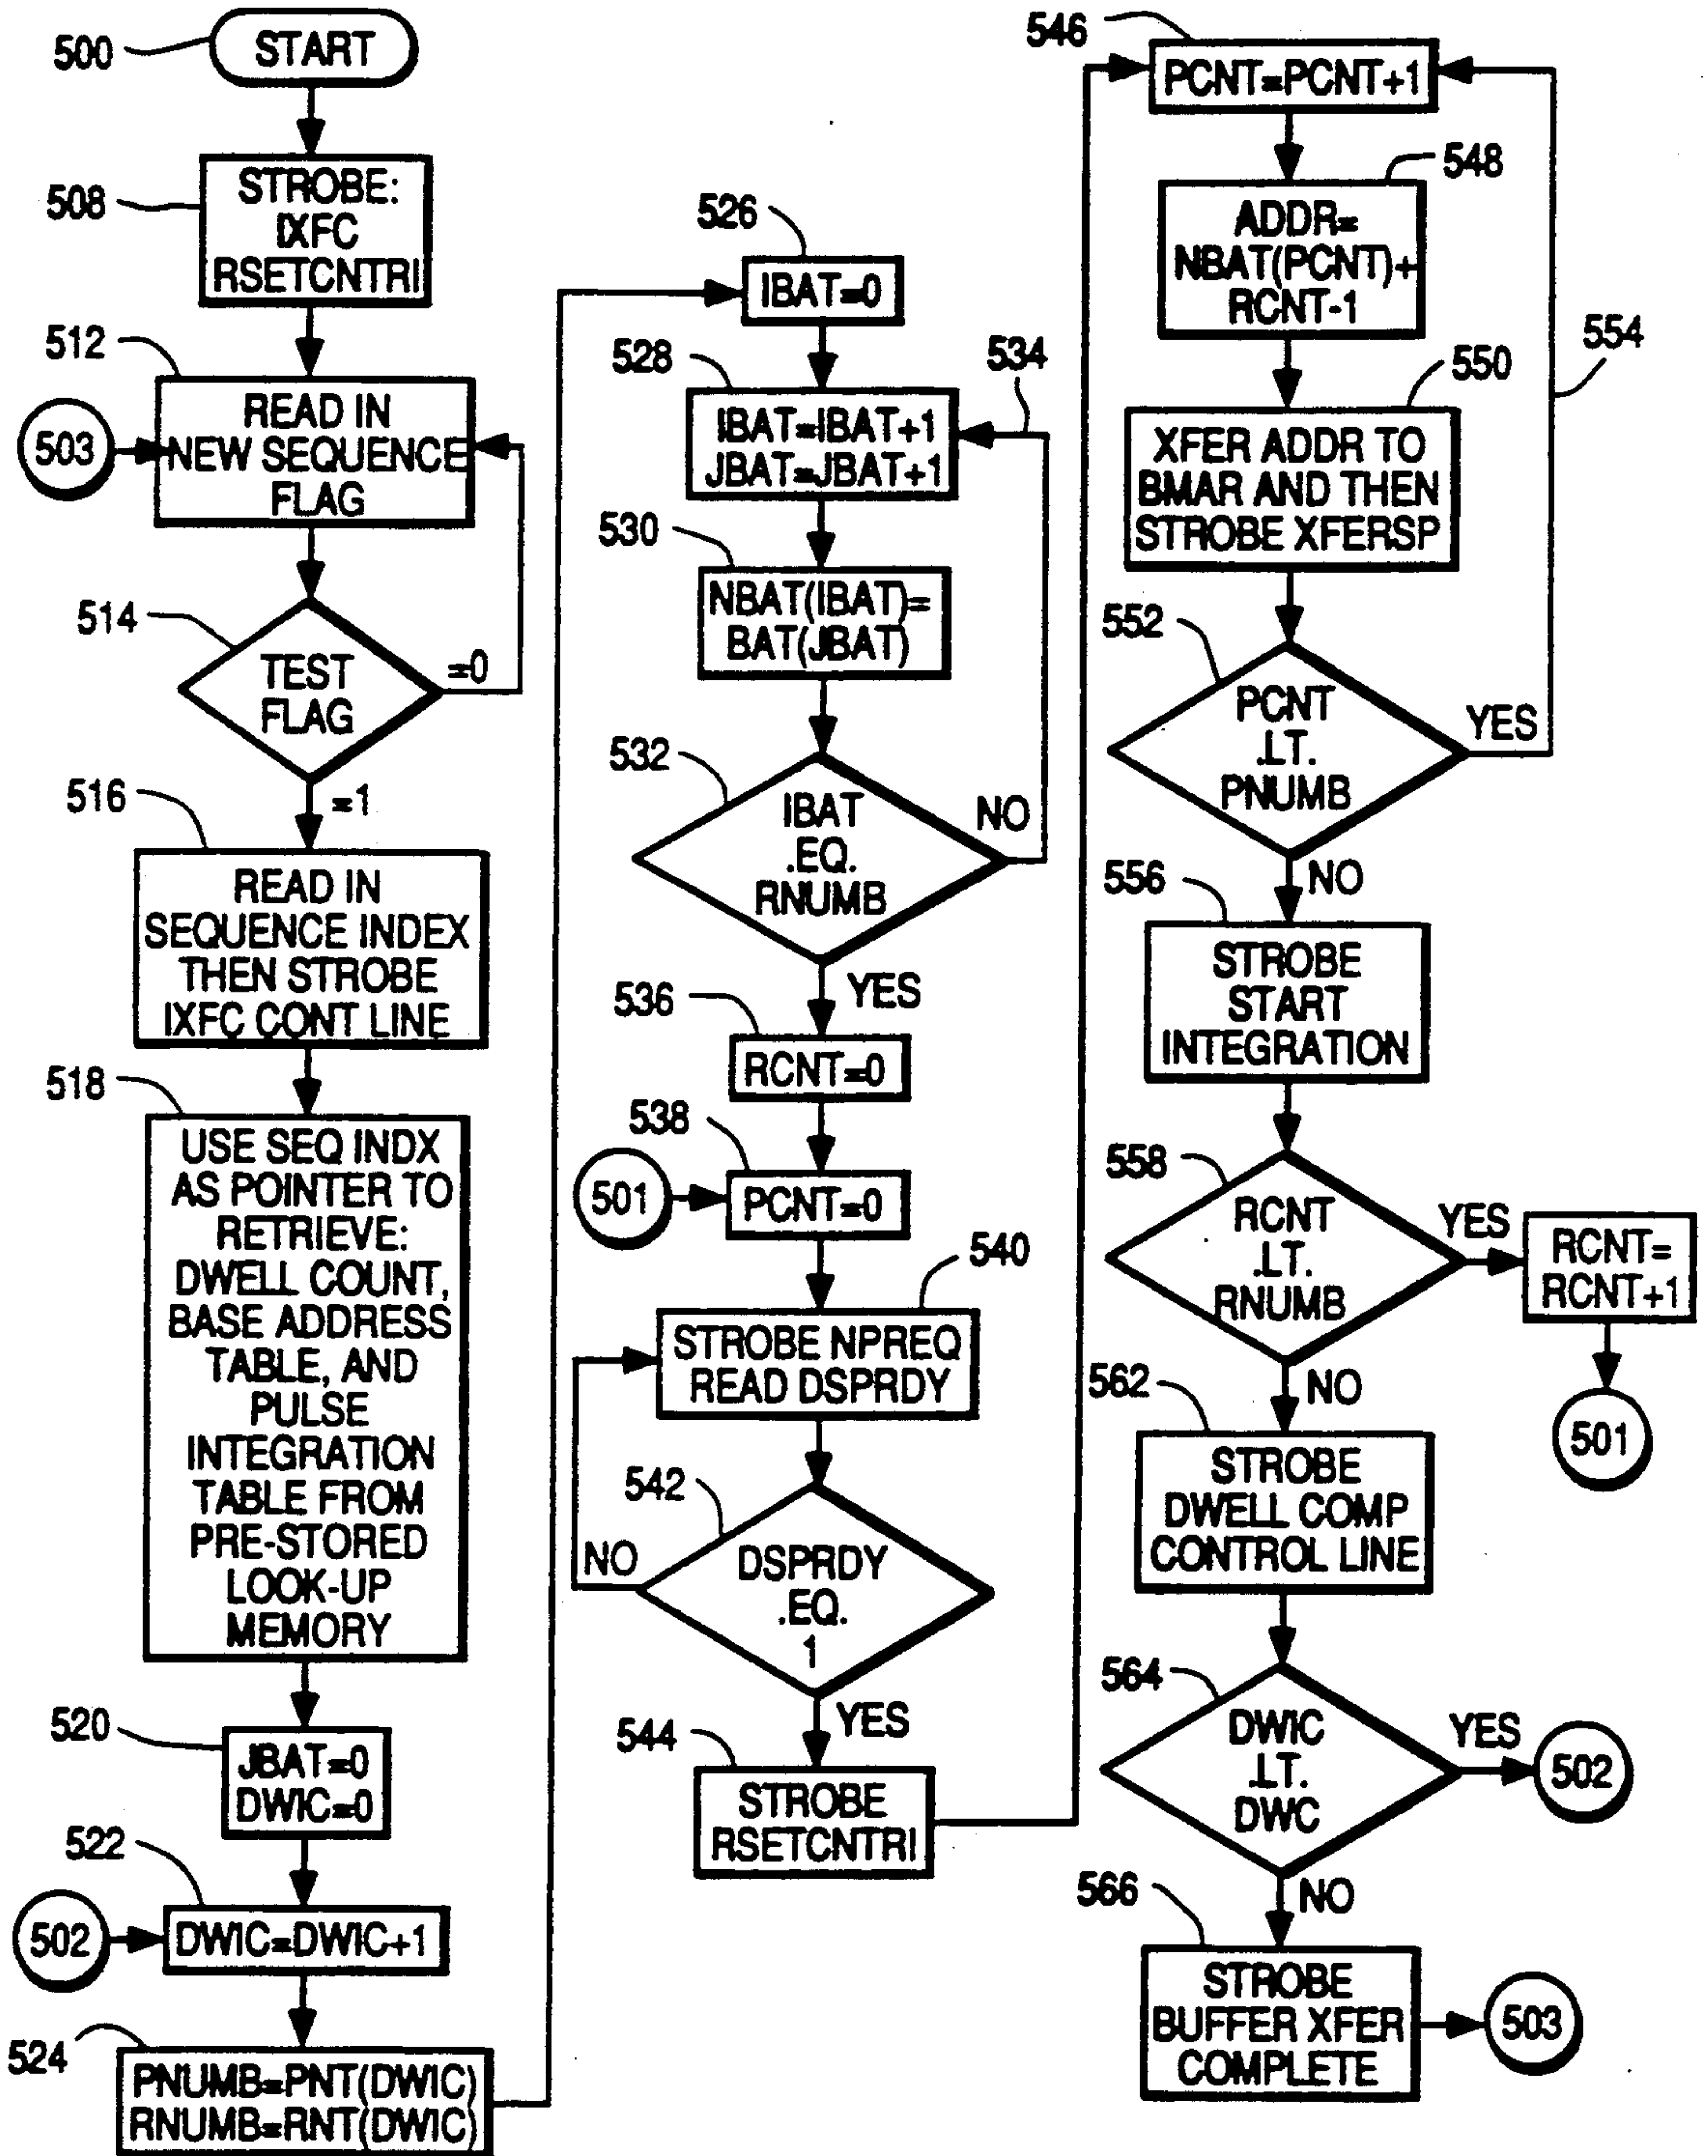 500
START
508
STROBE:
IXFC
RSETCNTRI
512
503
READ IN
NEW SEQUENCE
FLAG
514
TEST
FLAG
=0
=1
516
READ IN
SEQUENCE INDEX
THEN STROBE
IXFC CONT LINE
518
USE SEQ INDX
AS POINTER TO
RETRIEVE:
DWELL COUNT,
BASE ADDRESS
TABLE, AND
PULSE
INTEGRATION
TABLE FROM
PRE-STORED
LOOK-UP
MEMORY
520
JBAT=0
DWIC=0
522
502
DWIC=DWIC+1
524
PNUMB=PNT(DWIC)
RNUMB=RNT(DWIC)
526
IBAT=0
528
534
IBAT=IBAT+1
JBAT=JBAT+1
530
NBAT(IBAT)=
BAT(JBAT)
532
IBAT
.EQ.
RNUMB
NO
YES
536
RCNT=0
538
501
PCNT=0
540
STROBE NPREQ
READ DSPRDY
542
DSPRDY
.EQ.
1
NO
YES
544
STROBE
RSETCNTRI
546
PCNT=PCNT+1
548
ADDR=
NBAT(PCNT)+
RCNT-1
554
550
XFER ADDR TO
BMAR AND THEN
STROBE XFERSP
552
PCNT
.LT.
PNUMB
YES
NO
556
STROBE
START
INTEGRATION
558
RCNT
.LT.
RNUMB
YES
RCNT=
RCNT+1
501
NO
562
STROBE
DWELL COMP
CONTROL LINE
564
DWIC
.LT.
DWC
YES
502
NO
566
STROBE
BUFFER XFER
COMPLETE
503